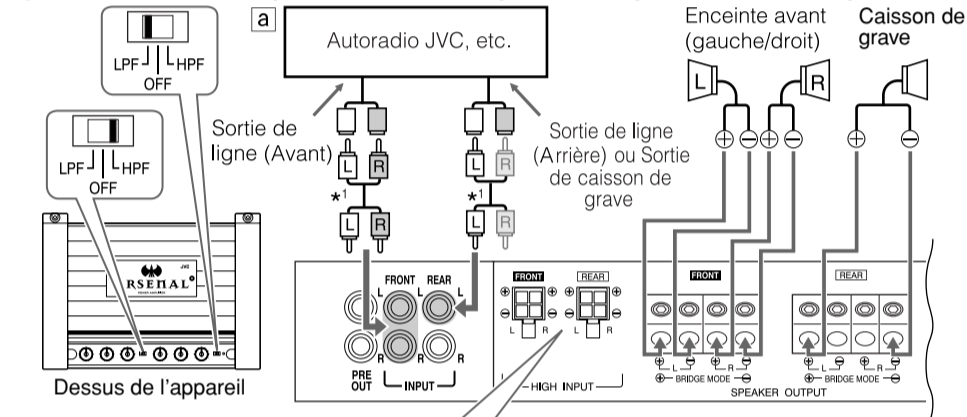 LPF HPF
OFF
LPF HPF
OFF
JVC
ARSENAL
Dessus de l'appareil
a
Autoradio JVC, etc.
Sortie de
ligne (Avant)
Sortie de ligne
(Arrière) ou Sortie
de caisson de
grave
L R
L R
*1
*1
L R
L R
Enceinte avant
(gauche/droit)
L R
Caisson de
grave
⊕ ⊖ ⊕ ⊖
⊕ ⊖
FRONT REAR
L L L
R R R
PRE
OUT
INPUT
FRONT
⊕ ⊕
⊖ ⊖
L R
REAR
⊕ ⊕
⊖ ⊖
L R
HIGH INPUT
FRONT
⊕ L ⊖ ⊕ R ⊖
⊕ BRIDGE MODE ⊖
REAR
⊕ L ⊖ ⊕ R ⊖
⊕ BRIDGE MODE ⊖
SPEAKER OUTPUT